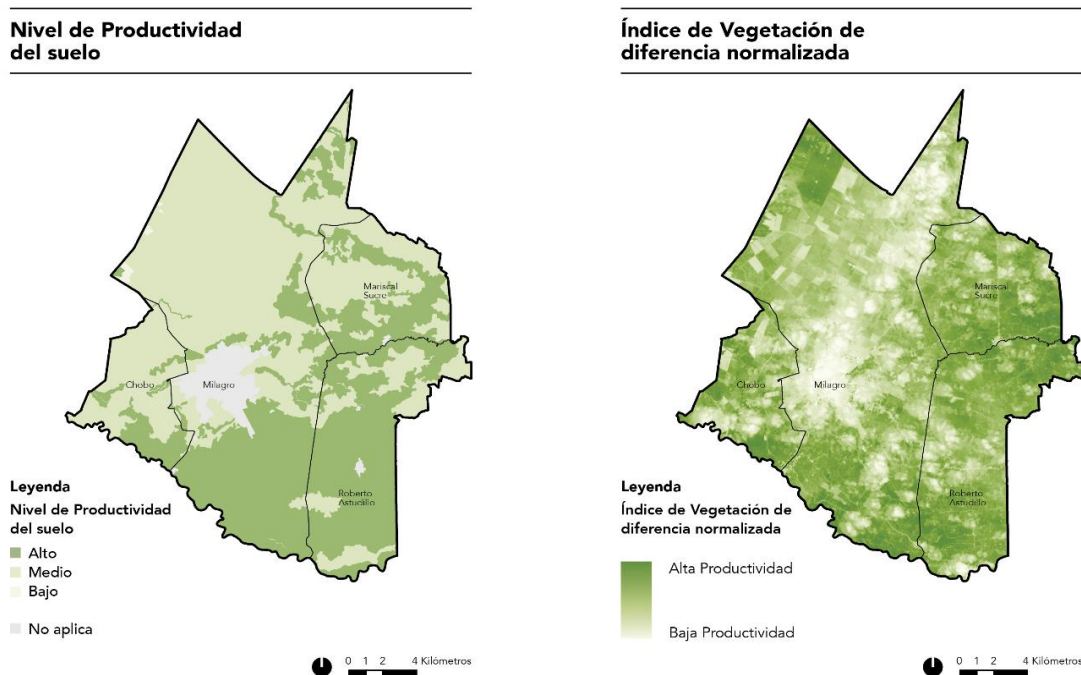 Nivel de Productividad
del suelo
Mariscal
Sucre
Chobo
Milagro
Roberto
Astudillo
Leyenda
Nivel de Productividad
del suelo
Alto
Medio
Bajo
No aplica
0 1 2 4 Kilómetros
Índice de Vegetación de
diferencia normalizada
Mariscal
Sucre
Chobo
Milagro
Roberto
Astudillo
Leyenda
Índice de Vegetación de
diferencia normalizada
Alta Productividad
Baja Productividad
0 1 2 4 Kilómetros